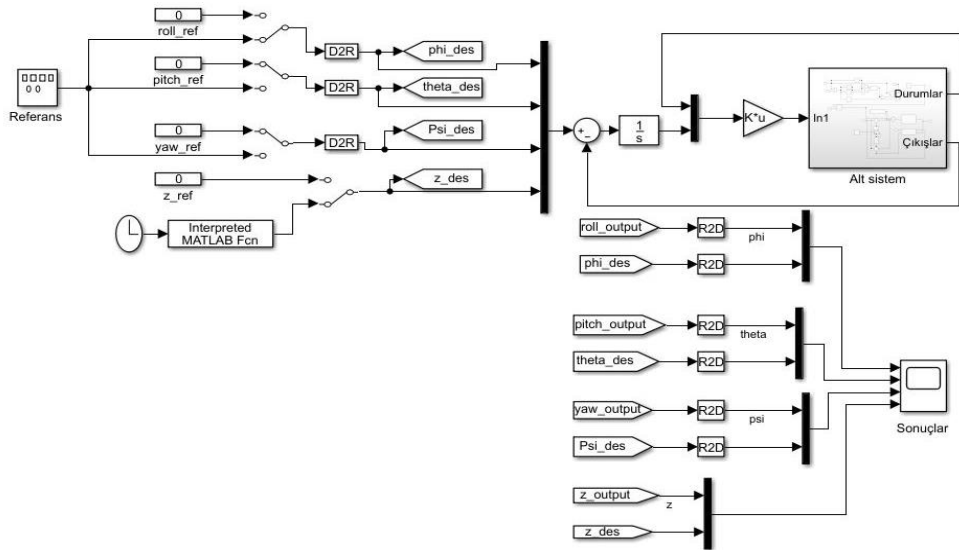 0
roll_ref
D2R
phi_des
0
pitch_ref
D2R
theta_des
Referans
0
yaw_ref
D2R
Psi_des
0
z_ref
z_des
Interpreted
MATLAB Fcn
+
-
1
s
K*u
In1
Durumlar
Çıkışlar
Alt sistem
roll_output
R2D
phi
phi_des
R2D
pitch_output
R2D
theta
theta_des
R2D
yaw_output
R2D
psi
Psi_des
R2D
Sonuçlar
z_output
z
z_des